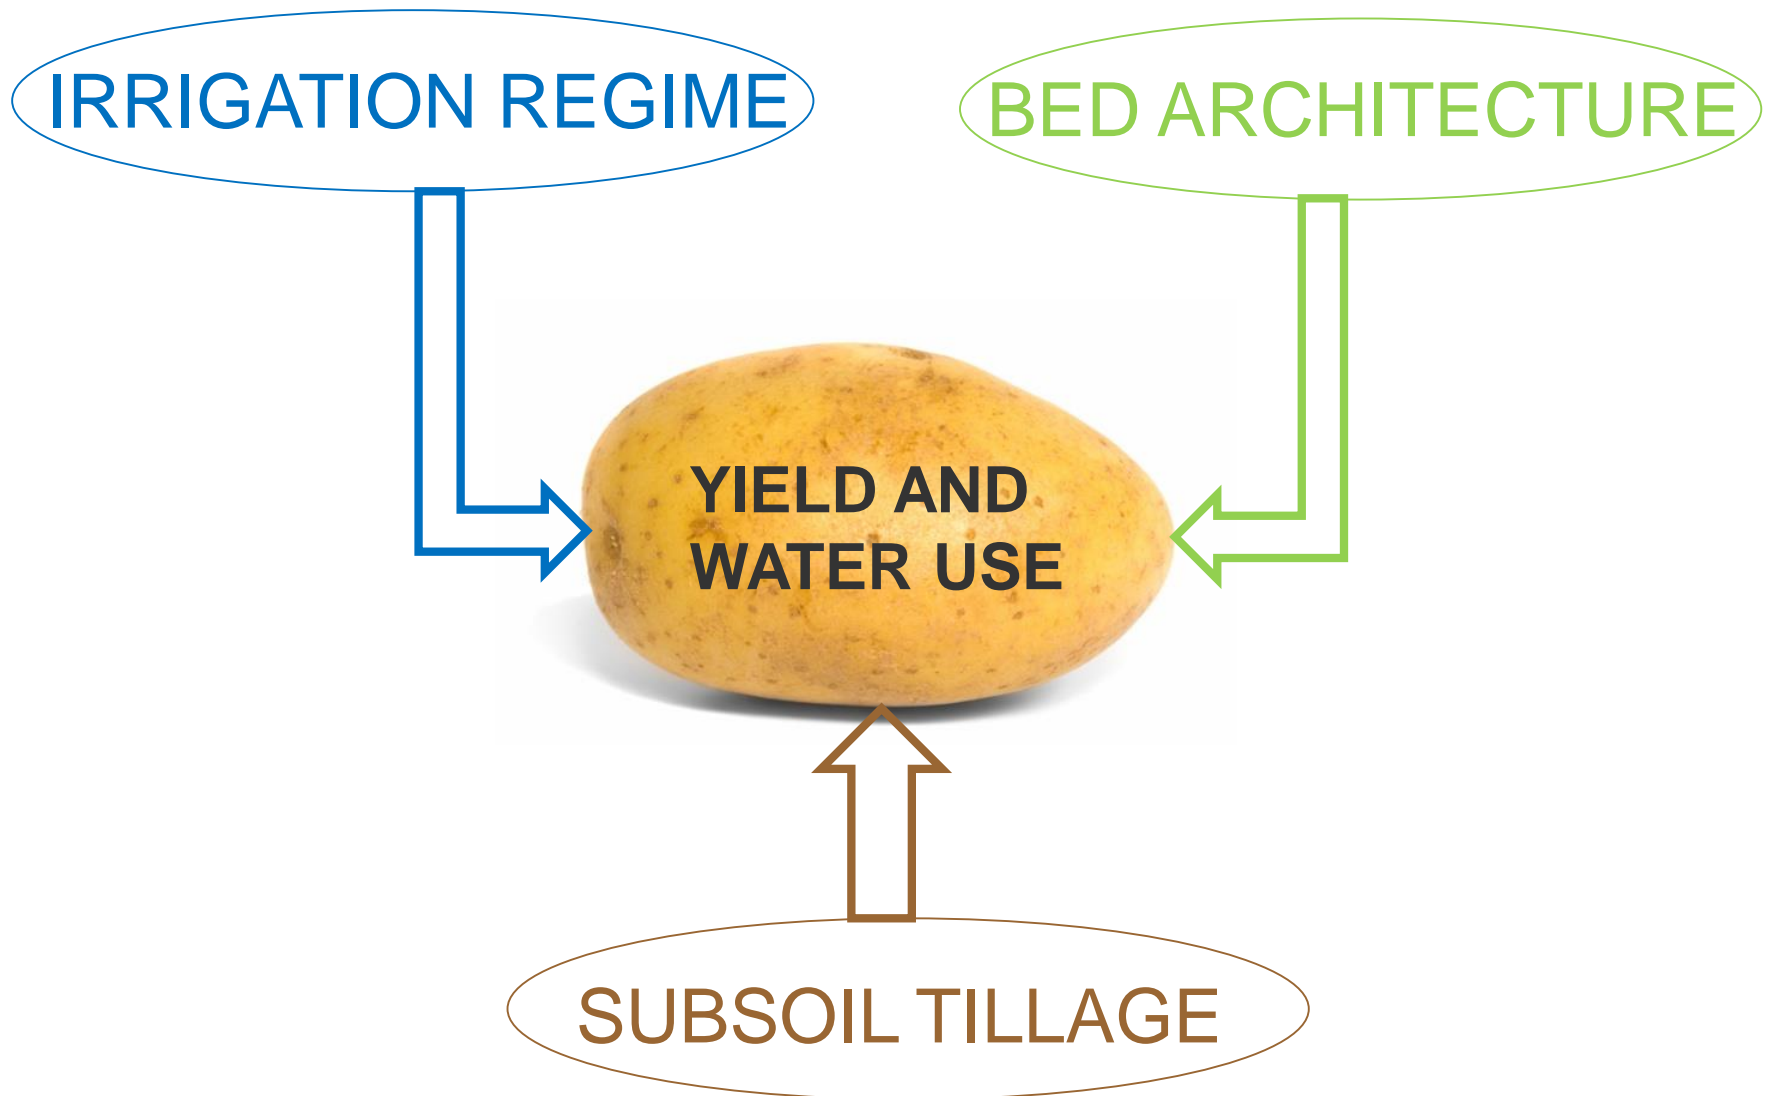 IRRIGATION REGIME
BED ARCHITECTURE
YIELD AND
WATER USE
SUBSOIL TILLAGE